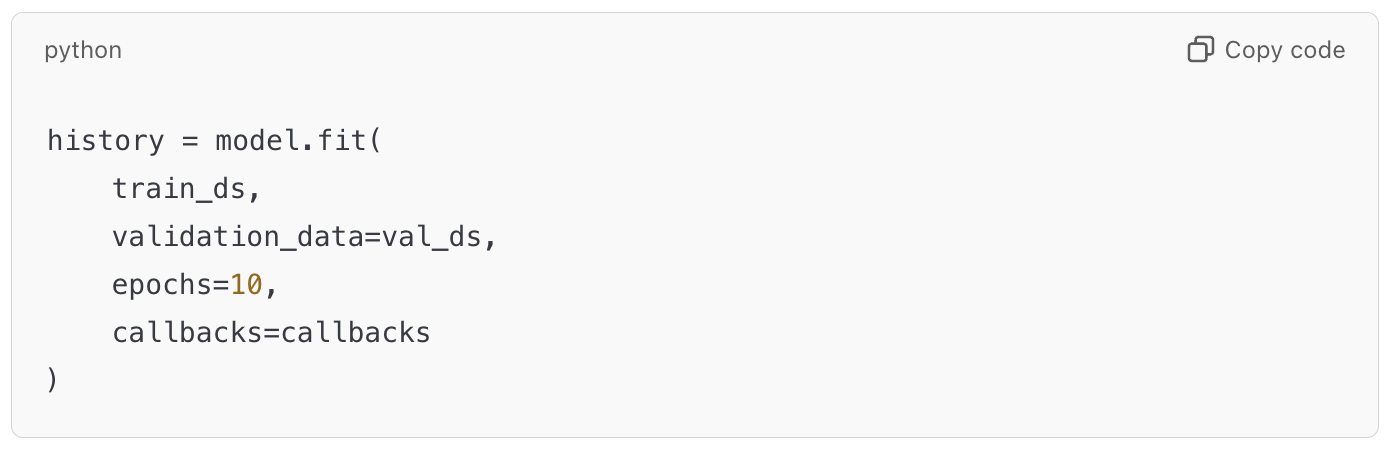 python
Copy code
history = model.fit(
    train_ds,
    validation_data=val_ds,
    epochs=10,
    callbacks=callbacks
)